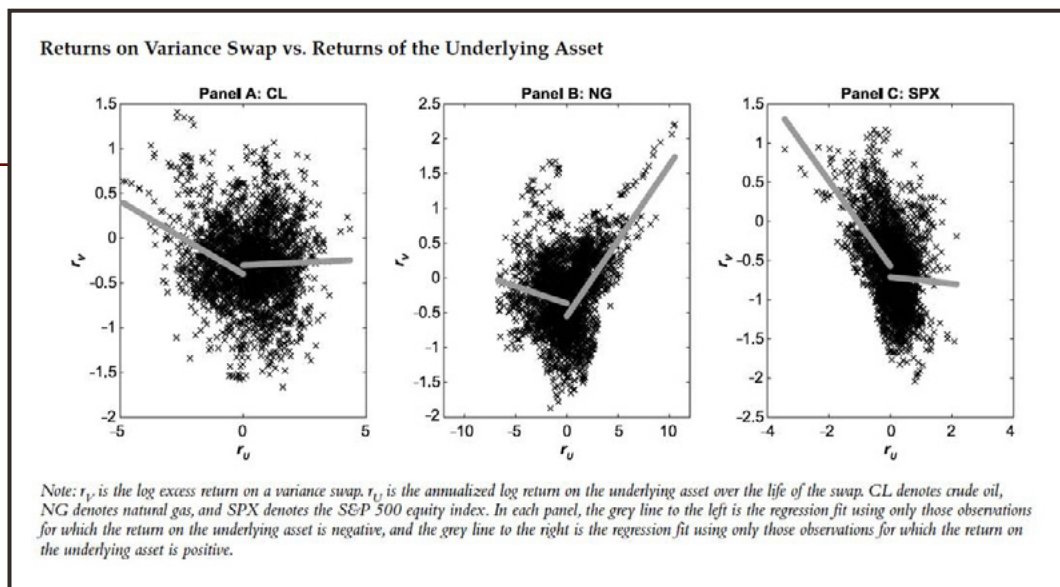 Returns on Variance Swap vs. Returns of the Underlying Asset
Panel A: CL
1.5
1
0.5
0
-0.5
-1
-1.5
-2
-5
0
5
r_V
r_U
Panel B: NG
2.5
2
1.5
1
0.5
0
-0.5
-1
-1.5
-2
-10
-5
0
5
10
r_V
r_U
Panel C: SPX
1.5
1
0.5
0
-0.5
-1
-1.5
-2
-2.5
-4
-2
0
2
4
r_V
r_U
Note: r_V is the log excess return on a variance swap. r_U is the annualized log return on the underlying asset over the life of the swap. CL denotes crude oil,
NG denotes natural gas, and SPX denotes the S&P 500 equity index. In each panel, the grey line to the left is the regression fit using only those observations
for which the return on the underlying asset is negative, and the grey line to the right is the regression fit using only those observations for which the return on
the underlying asset is positive.